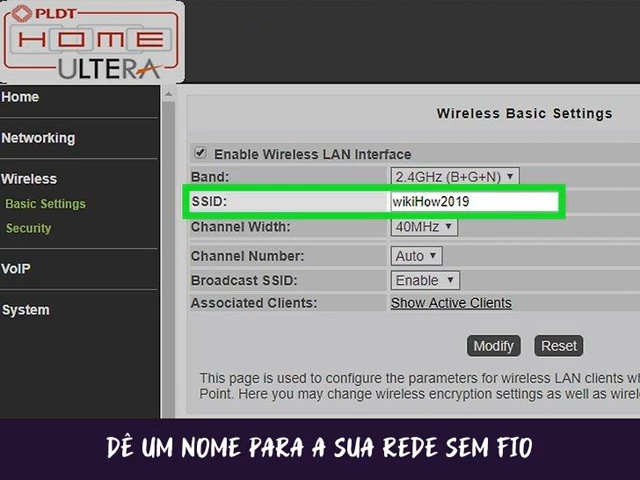 PLDT
HOME
ULTERA
Home
Networking
Wireless
Basic Settings
Security
VoIP
System
Wireless Basic Settings
Enable Wireless LAN Interface
Band: 2.4GHz (B+G+N)
SSID: wikiHow2019
Channel Width: 40MHz
Channel Number: Auto
Broadcast SSID: Enable
Associated Clients: Show Active Clients
Modify Reset
This page is used to configure the parameters for wireless LAN clients wh
Point. Here you may change wireless encryption settings as well as wirele
DÊ UM NOME PARA A SUA REDE SEM FIO